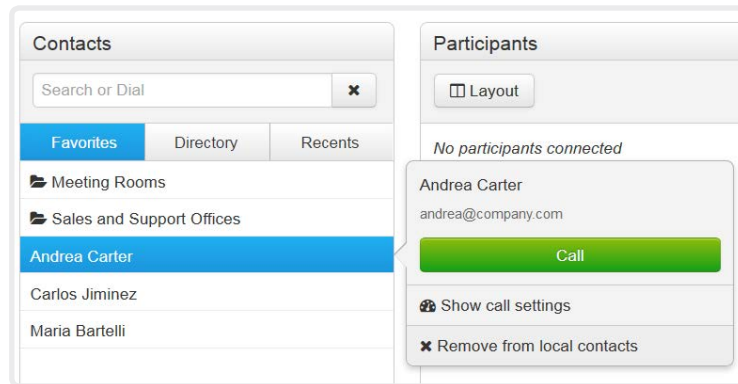 Contacts
Search or Dial
Favorites Directory Recents
Meeting Rooms
Sales and Support Offices
Andrea Carter
Carlos Jiminez
Maria Bartelli
Participants
Layout
No participants connected
Andrea Carter
andrea@company.com
Call
Show call settings
Remove from local contacts